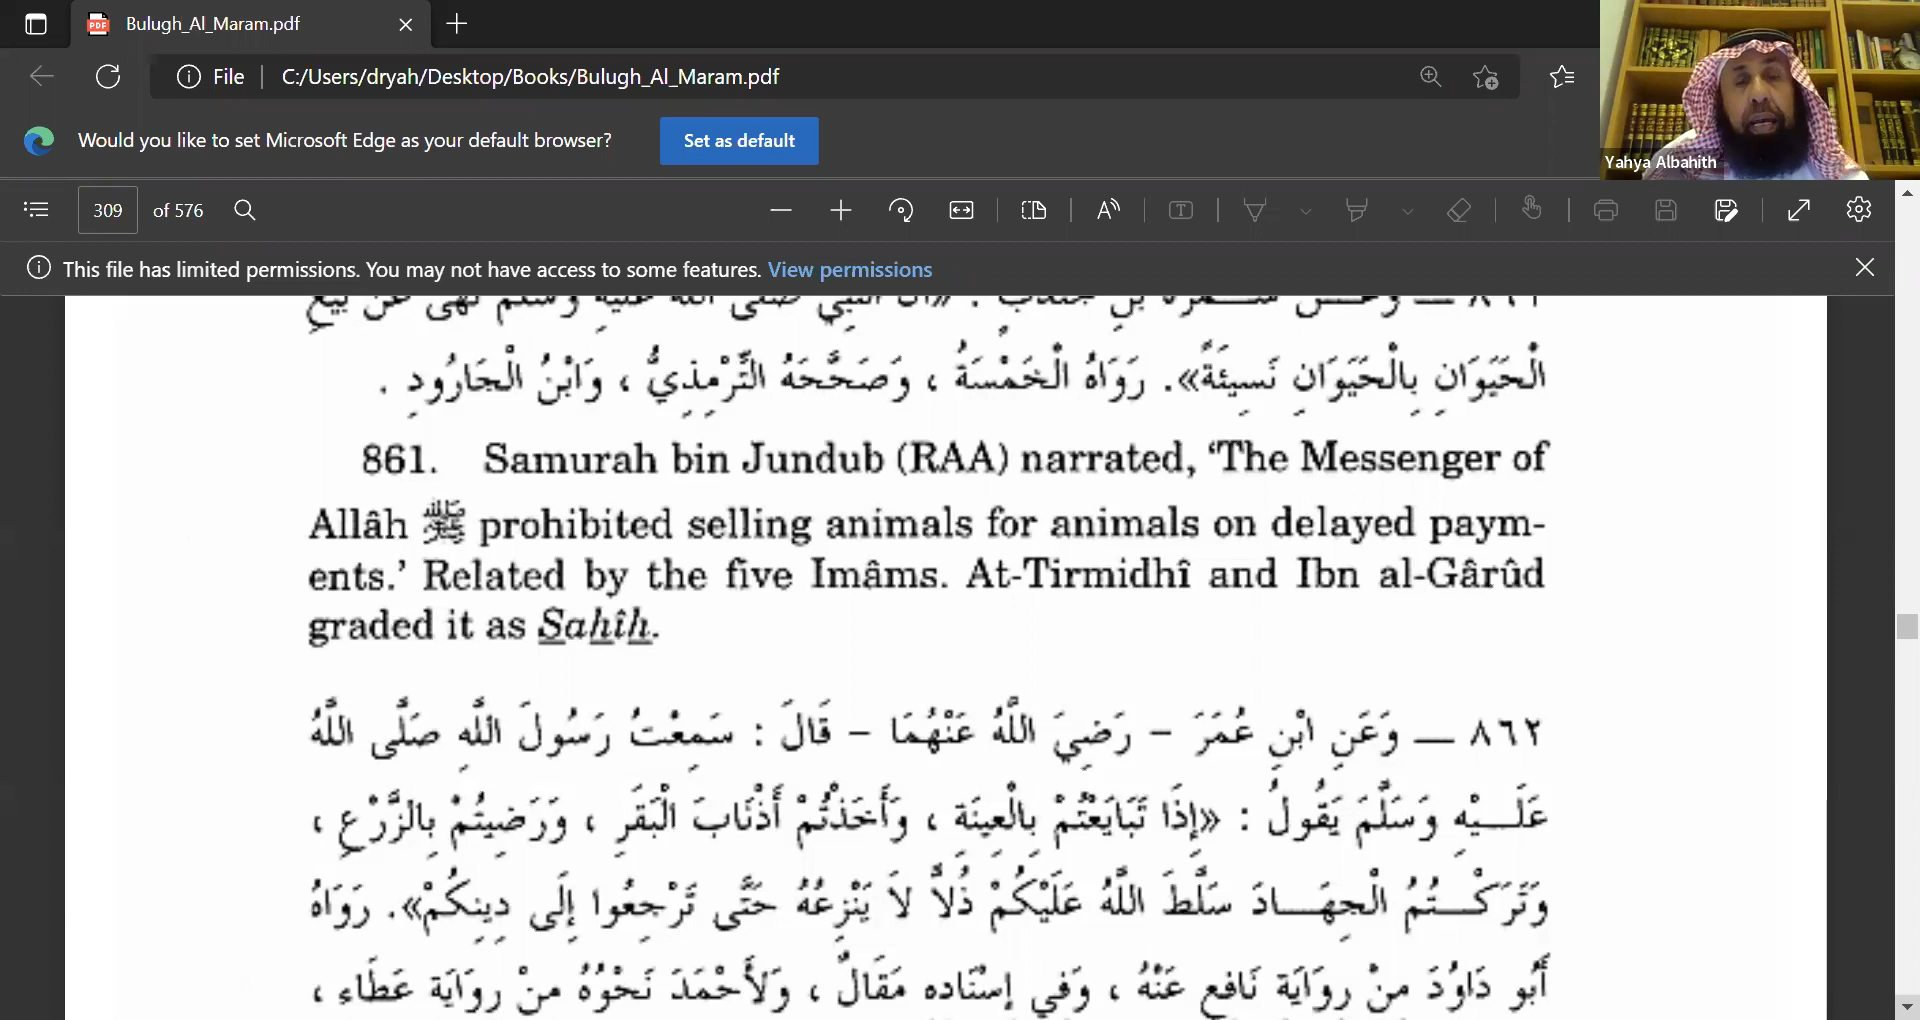 Bulugh_Al_Maram.pdf
File
C:/Users/dryah/Desktop/Books/Bulugh_Al_Maram.pdf
Would you like to set Microsoft Edge as your default browser?
Set as default
Yahya Albahith
309 of 576
This file has limited permissions. You may not have access to some features. View permissions
٨٦١ — وَعَنْ سَمُرَةَ بْنِ جُنْدُبٍ : «أَنَّ النَّبِيَّ صَلَّى اللَّهُ عَلَيْهِ وَسَلَّمَ نَهَى عَنْ بَيْعِ
الْحَيَوَانِ بِالْحَيَوَانِ نَسِيئَةً». رَوَاهُ الْخَمْسَةُ ، وَصَحَّحَهُ التِّرْمِذِيُّ ، وَابْنُ الْجَارُودِ .
861. Samurah bin Jundub (RAA) narrated, ‘The Messenger of
Allâh ﷺ prohibited selling animals for animals on delayed paym-
ents.’ Related by the five Imâms. At-Tirmidhî and Ibn al-Gârûd
graded it as Sahîh.
٨٦٢ — وَعَنِ ابْنِ عُمَرَ – رَضِيَ اللَّهُ عَنْهُمَا – قَالَ : سَمِعْتُ رَسُولَ اللَّهِ صَلَّى اللَّهُ
عَلَيْهِ وَسَلَّمَ يَقُولُ : «إِذَا تَبَايَعْتُمْ بِالْعِينَةِ ، وَأَخَذْتُمْ أَذْنَابَ الْبَقَرِ ، وَرَضِيتُمْ بِالزَّرْعِ ،
وَتَرَكْتُمُ الْجِهَادَ سَلَّطَ اللَّهُ عَلَيْكُمْ ذُلاًّ لاَ يَنْزِعُهُ حَتَّى تَرْجِعُوا إِلَى دِينِكُمْ». رَوَاهُ
أَبُو دَاوُدَ مِنْ رِوَايَةِ نَافِعٍ عَنْهُ ، وَفِي إِسْنَادِهِ مَقَالٌ ، وَلأَحْمَدَ نَحْوُهُ مِنْ رِوَايَةِ عَطَاءٍ ،